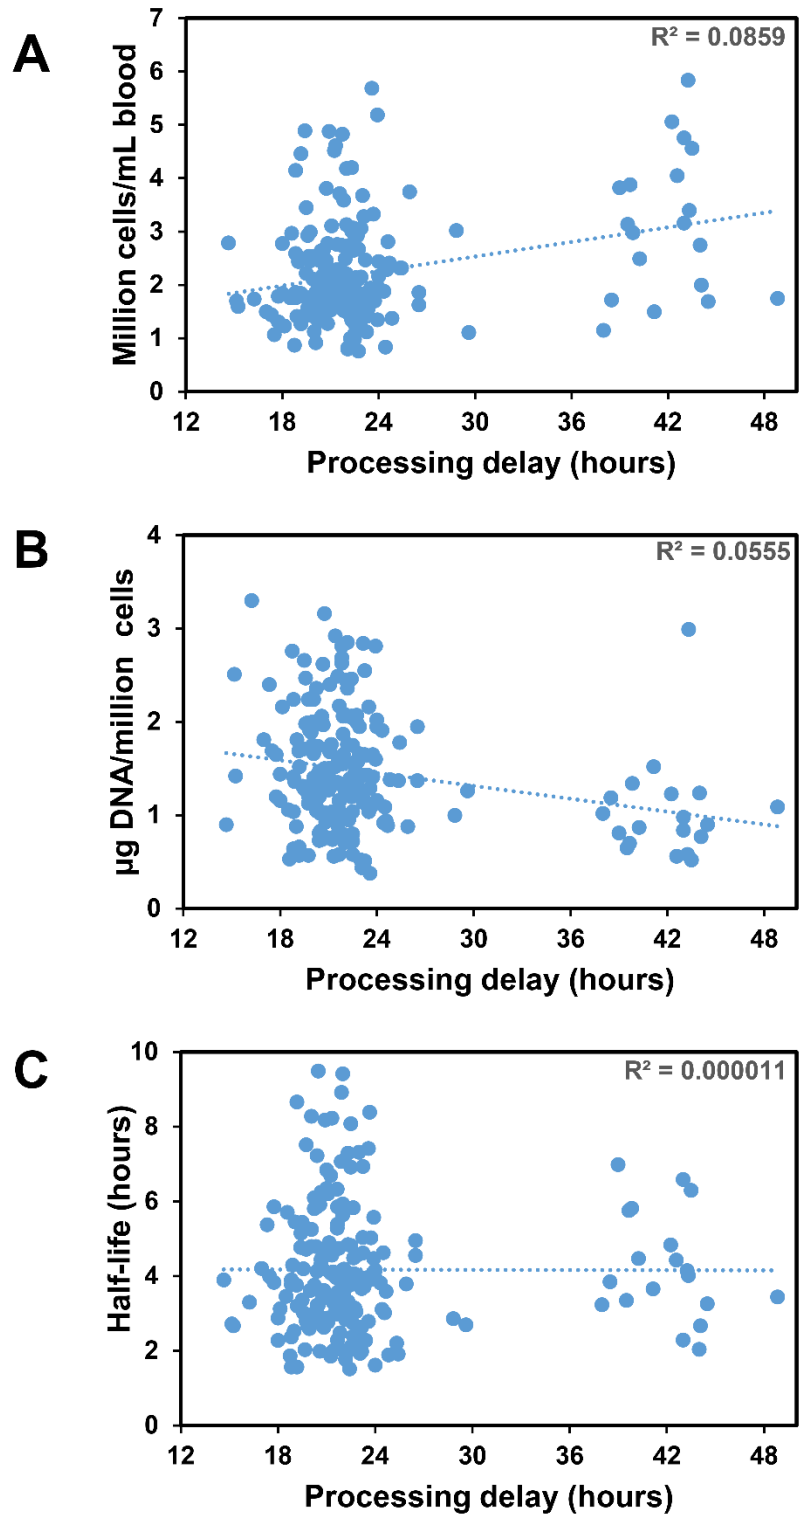 A
R² = 0.0859
Million cells/mL blood
7
6
5
4
3
2
1
0
12 18 24 30 36 42 48
Processing delay (hours)
B
R² = 0.0555
µg DNA/million cells
4
3
2
1
0
12 18 24 30 36 42 48
Processing delay (hours)
C
R² = 0.000011
Half-life (hours)
10
8
6
4
2
0
12 18 24 30 36 42 48
Processing delay (hours)